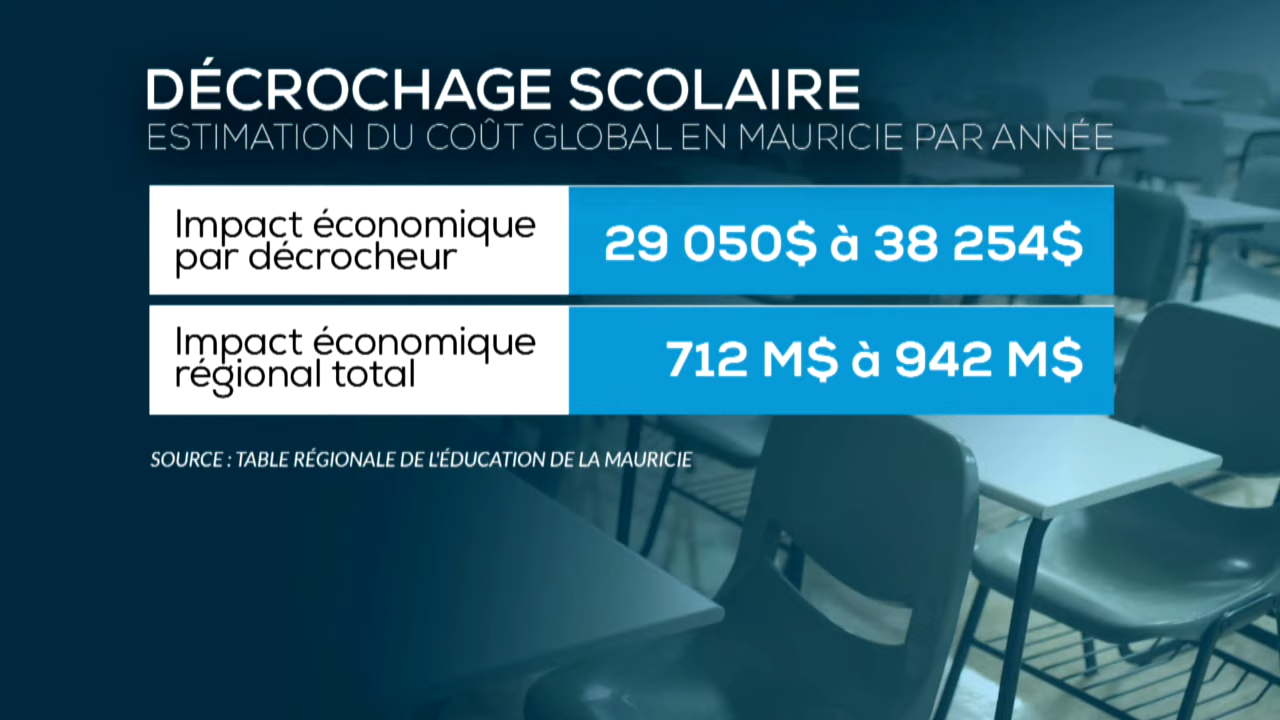 DÉCROCHAGE SCOLAIRE
ESTIMATION DU COÛT GLOBAL EN MAURICIE PAR ANNÉE
Impact économique
par décrocheur
29 050$ à 38 254$
Impact économique
régional total
712 M$ à 942 M$
SOURCE : TABLE RÉGIONALE DE L'ÉDUCATION DE LA MAURICIE